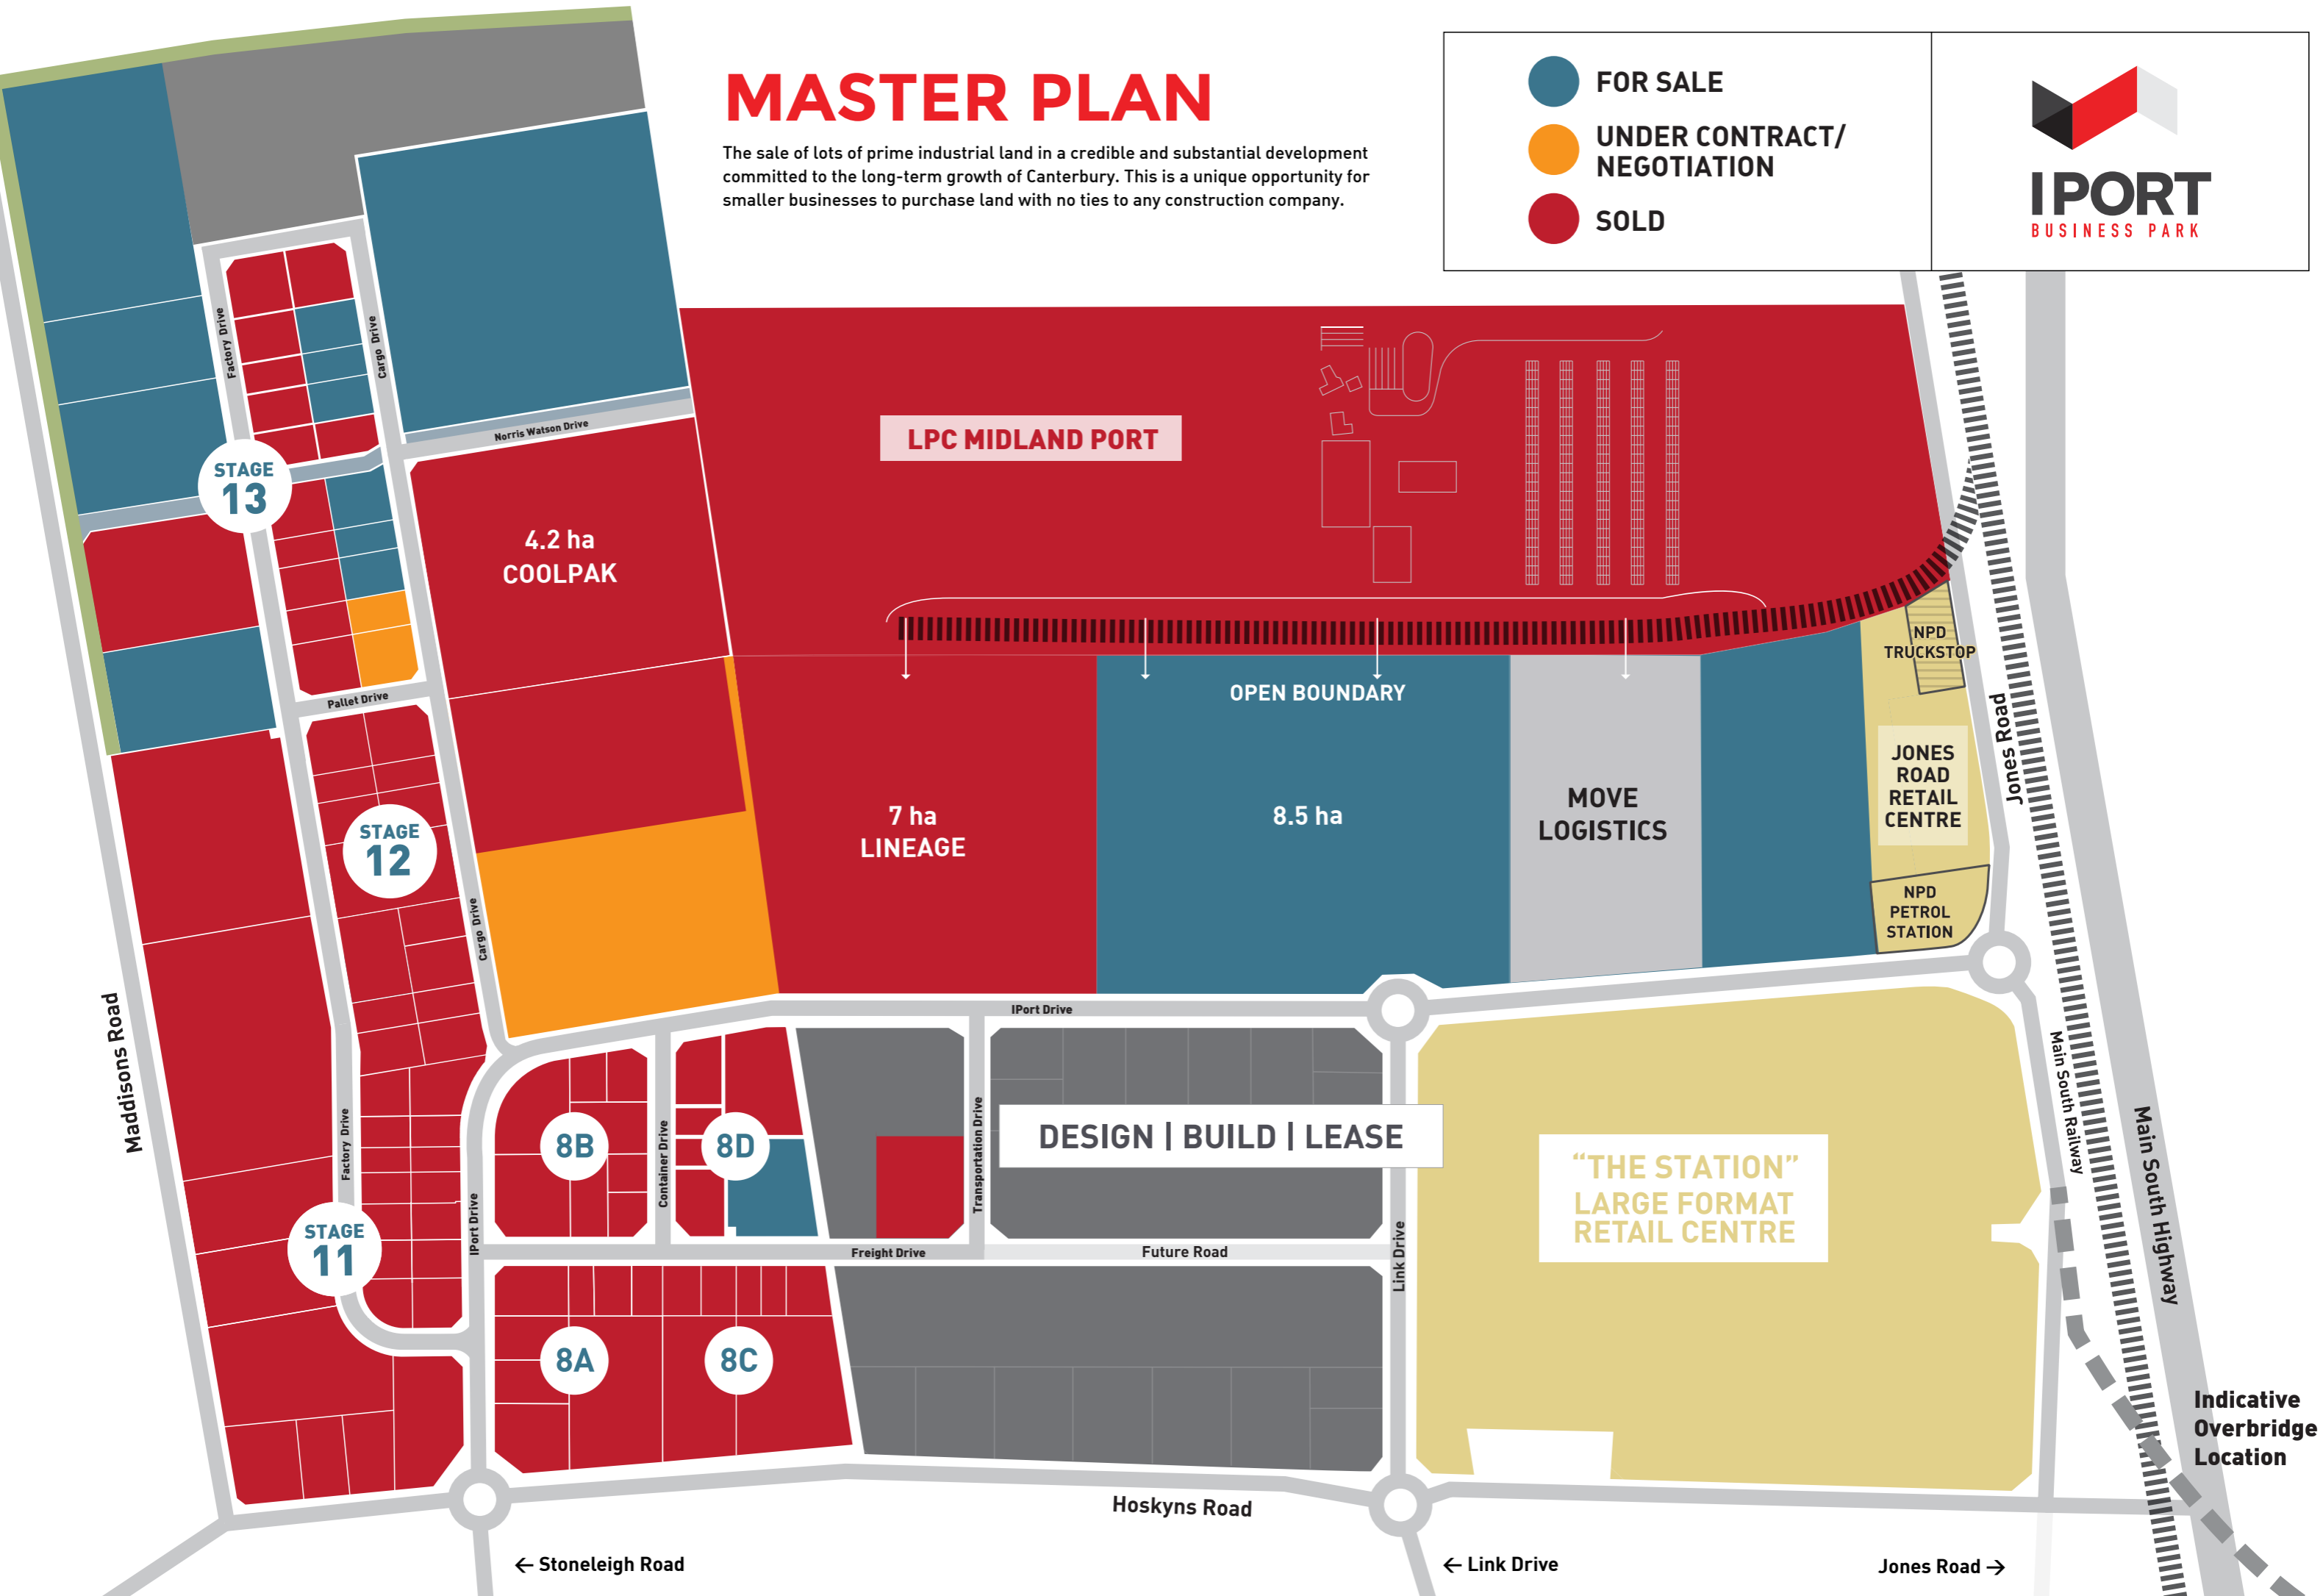 MASTER PLAN
The sale of lots of prime industrial land in a credible and substantial development
committed to the long-term growth of Canterbury. This is a unique opportunity for
smaller businesses to purchase land with no ties to any construction company.
FOR SALE
UNDER CONTRACT/
NEGOTIATION
SOLD
IPORT
BUSINESS PARK
Factory Drive
Cargo Drive
Norris Watson Drive
LPC MIDLAND PORT
STAGE
13
4.2 ha
COOLPAK
NPD
TRUCKSTOP
Pallet Drive
OPEN BOUNDARY
Jones Road
JONES
ROAD
RETAIL
CENTRE
STAGE
12
7 ha
LINEAGE
8.5 ha
MOVE
LOGISTICS
NPD
PETROL
STATION
Cargo Drive
Maddisons Road
IPort Drive
Main South Railway
Main South Highway
Factory Drive
8B
Container Drive
8D
Transportation Drive
DESIGN | BUILD | LEASE
"THE STATION"
LARGE FORMAT
RETAIL CENTRE
STAGE
11
IPort Drive
Freight Drive
Future Road
Link Drive
8A
8C
Indicative
Overbridge
Location
Hoskyns Road
← Stoneleigh Road
← Link Drive
Jones Road →